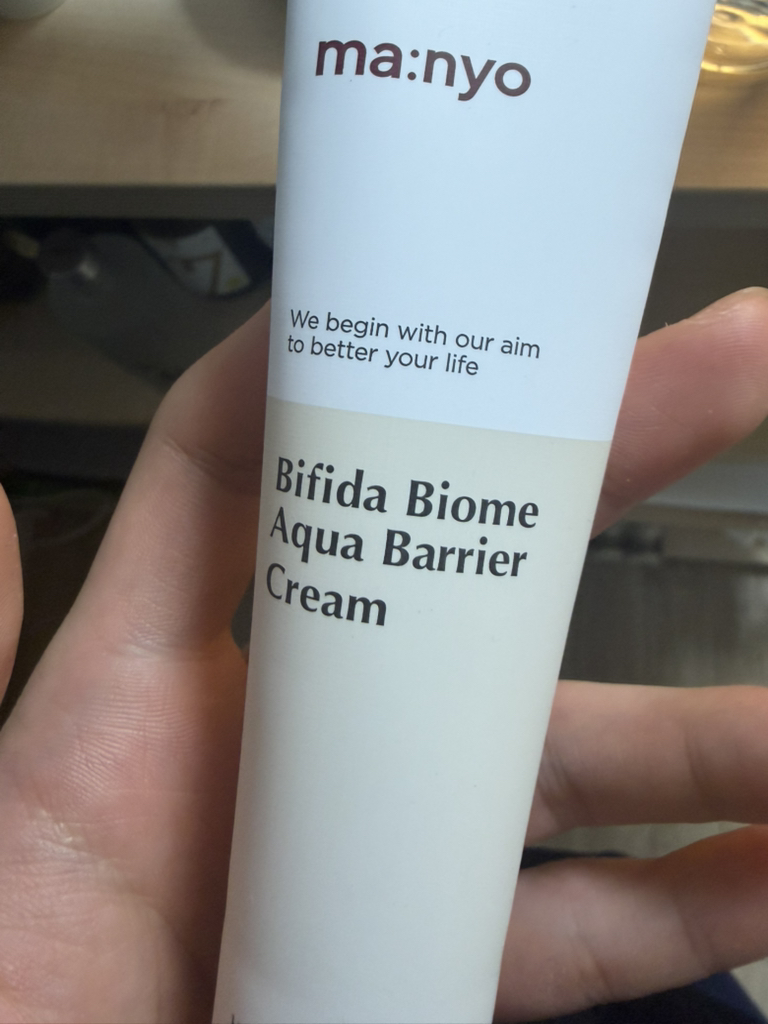 ma:nyo
We begin with our aim
to better your life
Bifida Biome
Aqua Barrier
Cream